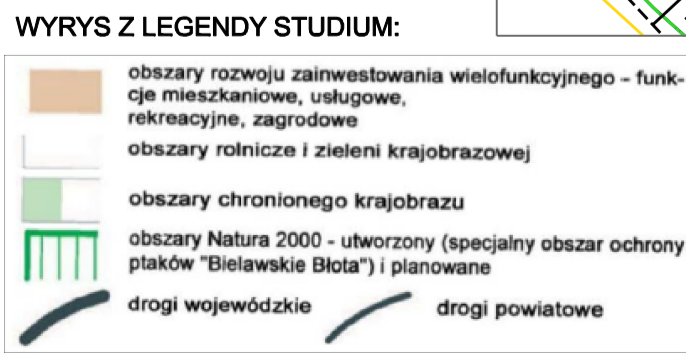 WYRYS Z LEGENDY STUDIUM:
obszary rozwoju zainwestowania wielofunkcyjnego – funk-
cje mieszkaniowe, usługowe,
rekreacyjne, zagrodowe
obszary rolnicze i zieleni krajobrazowej
obszary chronionego krajobrazu
obszary Natura 2000 - utworzony (specjalny obszar ochrony
ptaków "Bielawskie Błota") i planowane
drogi wojewódzkie
drogi powiatowe